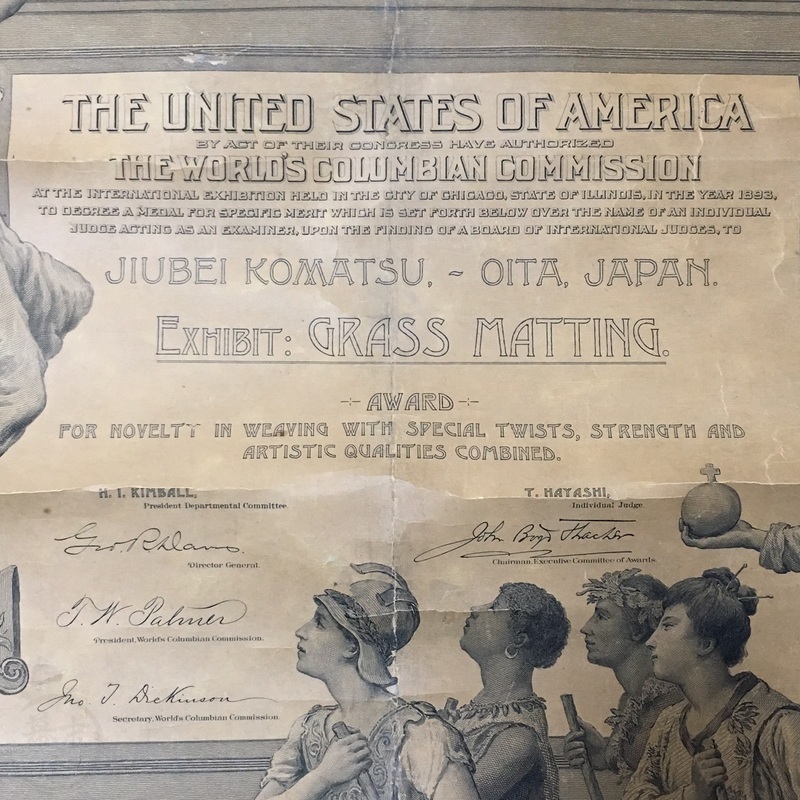 THE UNITED STATES OF AMERICA
BY ACT OF THEIR CONGRESS HAVE AUTHORIZED
THE WORLD'S COLUMBIAN COMMISSION
AT THE INTERNATIONAL EXHIBITION HELD IN THE CITY OF CHICAGO, STATE OF ILLINOIS, IN THE YEAR 1893,
TO DECREE A MEDAL FOR SPECIFIC MERIT WHICH IS SET FORTH BELOW OVER THE NAME OF AN INDIVIDUAL
JUDGE ACTING AS AN EXAMINER, UPON THE FINDING OF A BOARD OF INTERNATIONAL JUDGES, TO
JIUBEI KOMATSU, ~ OITA, JAPAN.
EXHIBIT: GRASS MATTING.
AWARD
FOR NOVELTY IN WEAVING WITH SPECIAL TWISTS, STRENGTH AND
ARTISTIC QUALITIES COMBINED.
H. I. KIMBALL,
President Departmental Committee.
T. HAYASHI,
Individual Judge.
Geo. R. Davis.
Director General.
John Boyd Thacher
Chairman, Executive Committee of Awards.
T. W. Palmer
President, World's Columbian Commission.
Jno T. Dickinson
Secretary, World's Columbian Commission.